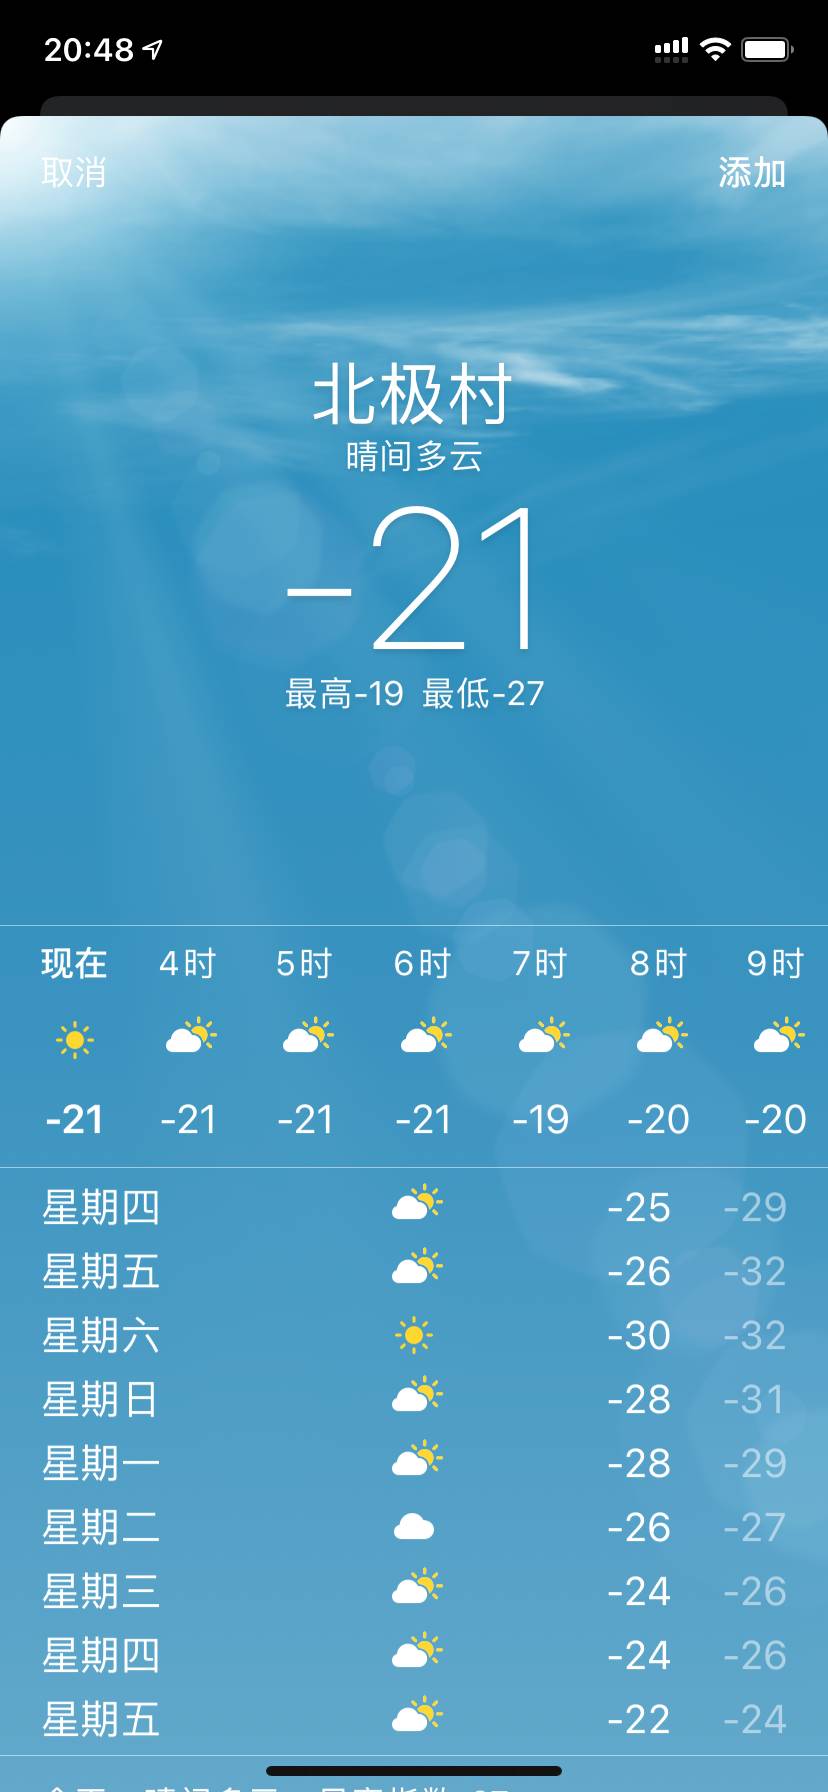 20:48
取消 添加
北极村
晴间多云
-21
最高-19 最低-27
现在 4时 5时 6时 7时 8时 9时
-21 -21 -21 -21 -19 -20 -20
星期四 -25 -29
星期五 -26 -32
星期六 -30 -32
星期日 -28 -31
星期一 -28 -29
星期二 -26 -27
星期三 -24 -26
星期四 -24 -26
星期五 -22 -24